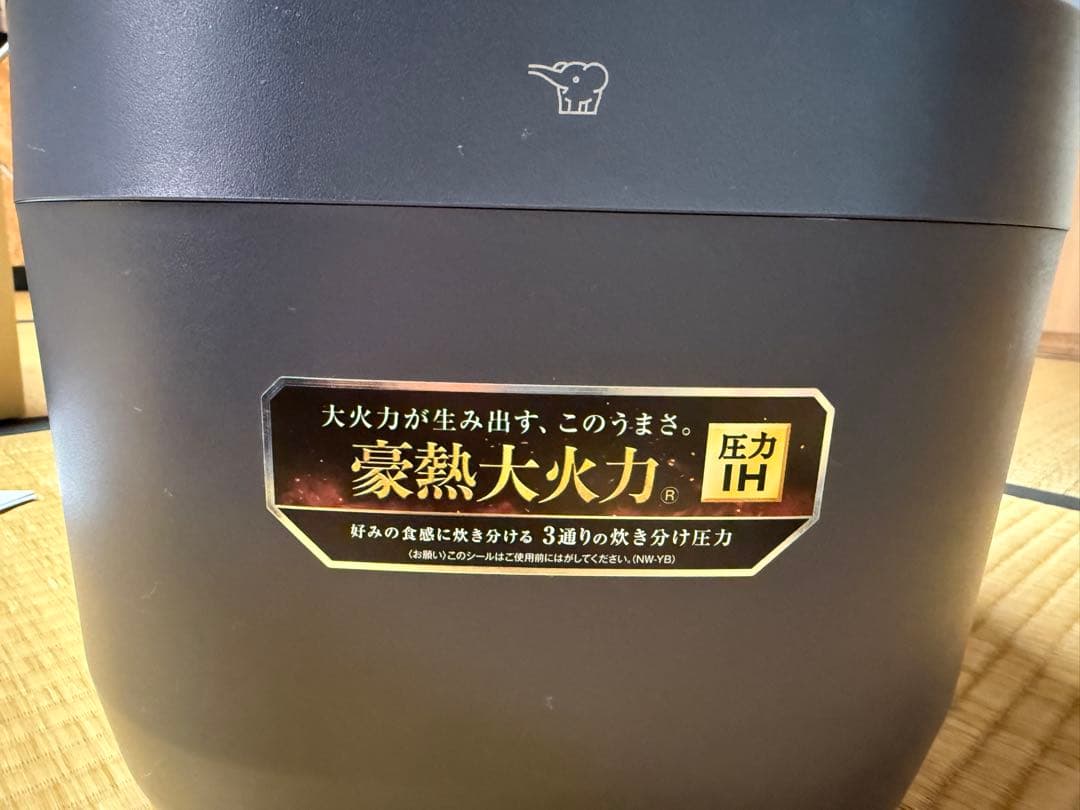 大火力が生み出す、このうまさ。
豪熱大火力®
圧力
IH
好みの食感に炊き分ける 3通りの炊き分け圧力
〈お願い〉このシールはご使用前にはがしてください。(NW-YB)